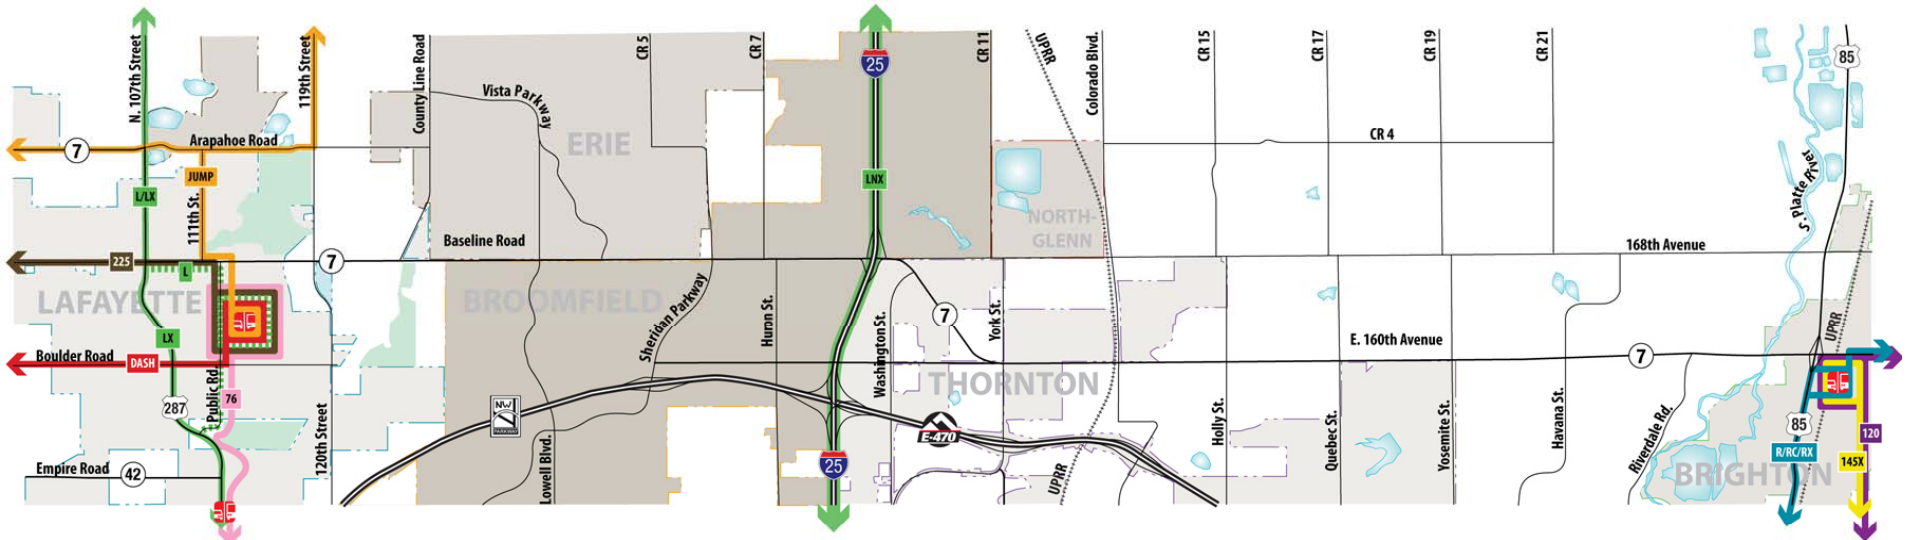 N. 107th Street
119th Street
County Line Road
CR 5
CR 7
25
CR 11
UPRR
Colorado Blvd.
CR 15
CR 17
CR 19
CR 21
85
Vista Parkway
ERIE
7
Arapahoe Road
CR 4
JUMP
L/LX
111th St.
LNX
S. Platte River
NORTH-
GLENN
Baseline Road
168th Avenue
225
L
7
LAFAYETTE
BROOMFIELD
Sheridan Parkway
Huron St.
Washington St.
7
York St.
UPRR
LX
E. 160th Avenue
Boulder Road
DASH
7
THORNTON
Public Rd.
76
287
NW
PARKWAY
E-470
120th Street
Lowell Blvd.
25
UPRR
Holly St.
Quebec St.
Yosemite St.
Havana St.
Riverdale Rd.
85
120
R/RC/RX
145X
BRIGHTON
Empire Road
42